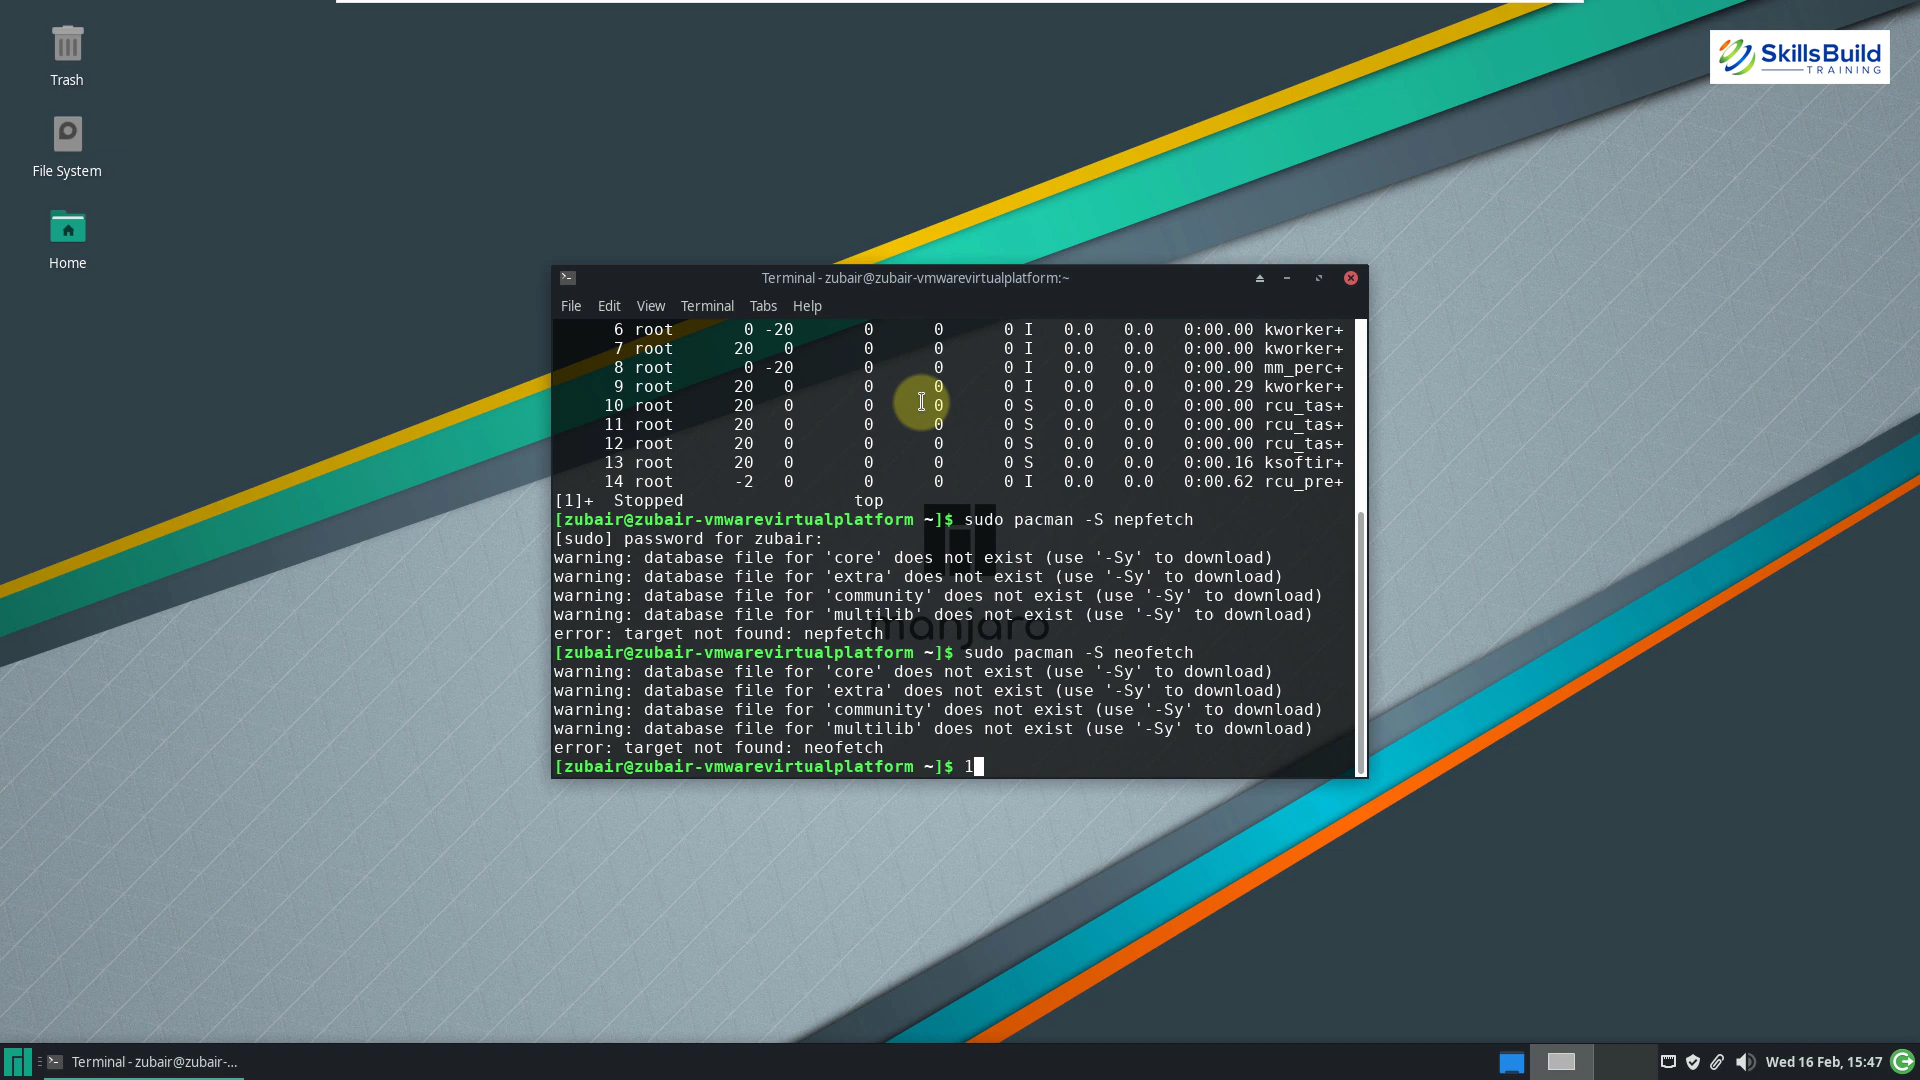 SkillsBuild
TRAINING
Trash
File System
Home
Terminal - zubair@zubair-vmwarevirtualplatform:~
File Edit View Terminal Tabs Help
6 root 0 -20 0 0 0 I 0.0 0.0 0:00.00 kworker+
7 root 20 0 0 0 0 I 0.0 0.0 0:00.00 kworker+
8 root 0 -20 0 0 0 I 0.0 0.0 0:00.00 mm_perc+
9 root 20 0 0 0 0 I 0.0 0.0 0:00.29 kworker+
10 root 20 0 0 0 0 S 0.0 0.0 0:00.00 rcu_tas+
11 root 20 0 0 0 0 S 0.0 0.0 0:00.00 rcu_tas+
12 root 20 0 0 0 0 S 0.0 0.0 0:00.00 rcu_tas+
13 root 20 0 0 0 0 S 0.0 0.0 0:00.16 ksoftir+
14 root -2 0 0 0 0 I 0.0 0.0 0:00.62 rcu_pre+
[1]+ Stopped top
[zubair@zubair-vmwarevirtualplatform ~]$ sudo pacman -S nepfetch
[sudo] password for zubair:
warning: database file for 'core' does not exist (use '-Sy' to download)
warning: database file for 'extra' does not exist (use '-Sy' to download)
warning: database file for 'community' does not exist (use '-Sy' to download)
warning: database file for 'multilib' does not exist (use '-Sy' to download)
error: target not found: nepfetch
[zubair@zubair-vmwarevirtualplatform ~]$ sudo pacman -S neofetch
warning: database file for 'core' does not exist (use '-Sy' to download)
warning: database file for 'extra' does not exist (use '-Sy' to download)
warning: database file for 'community' does not exist (use '-Sy' to download)
warning: database file for 'multilib' does not exist (use '-Sy' to download)
error: target not found: neofetch
[zubair@zubair-vmwarevirtualplatform ~]$ 1
manjaro
Terminal - zubair@zubair-...
Wed 16 Feb, 15:47